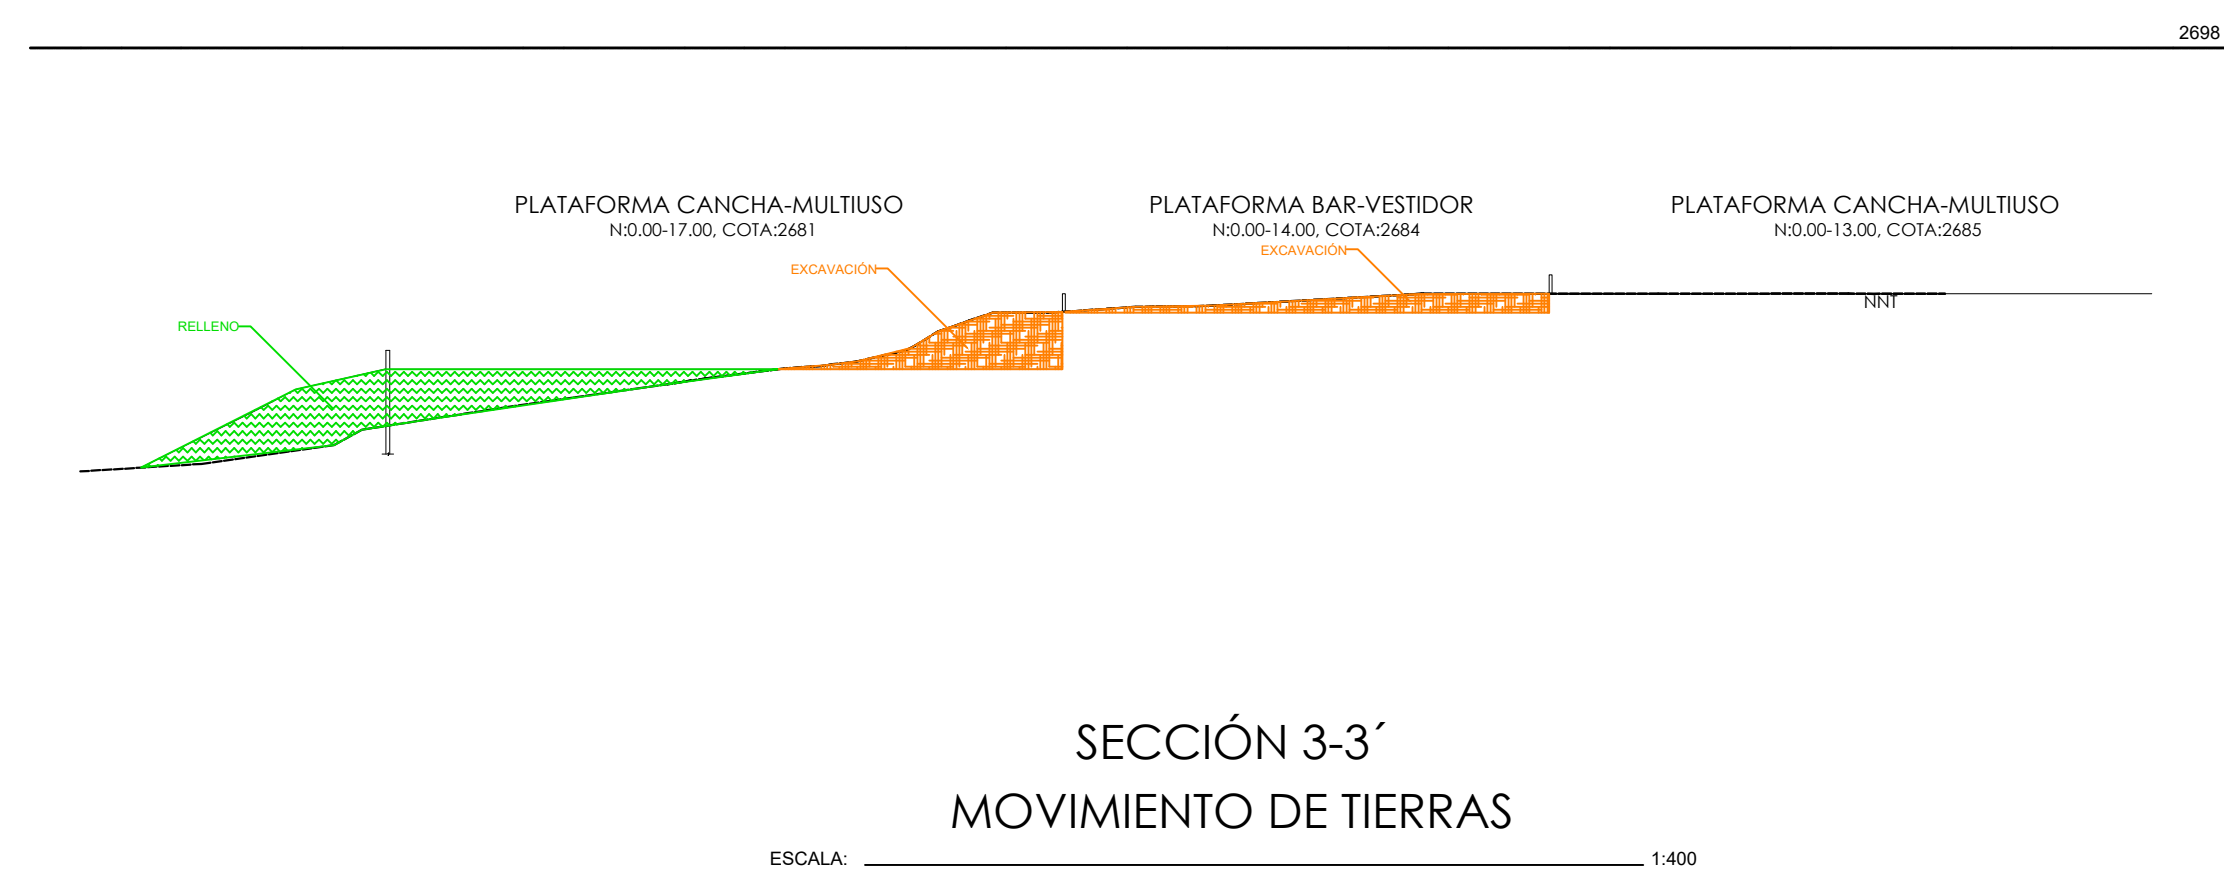 2698
PLATAFORMA CANCHA-MULTIUSO
N:0.00-17.00, COTA:2681
PLATAFORMA BAR-VESTIDOR
N:0.00-14.00, COTA:2684
PLATAFORMA CANCHA-MULTIUSO
N:0.00-13.00, COTA:2685
EXCAVACIÓN
EXCAVACIÓN
NNT
RELLENO
SECCIÓN 3-3´
MOVIMIENTO DE TIERRAS
ESCALA: 1:400